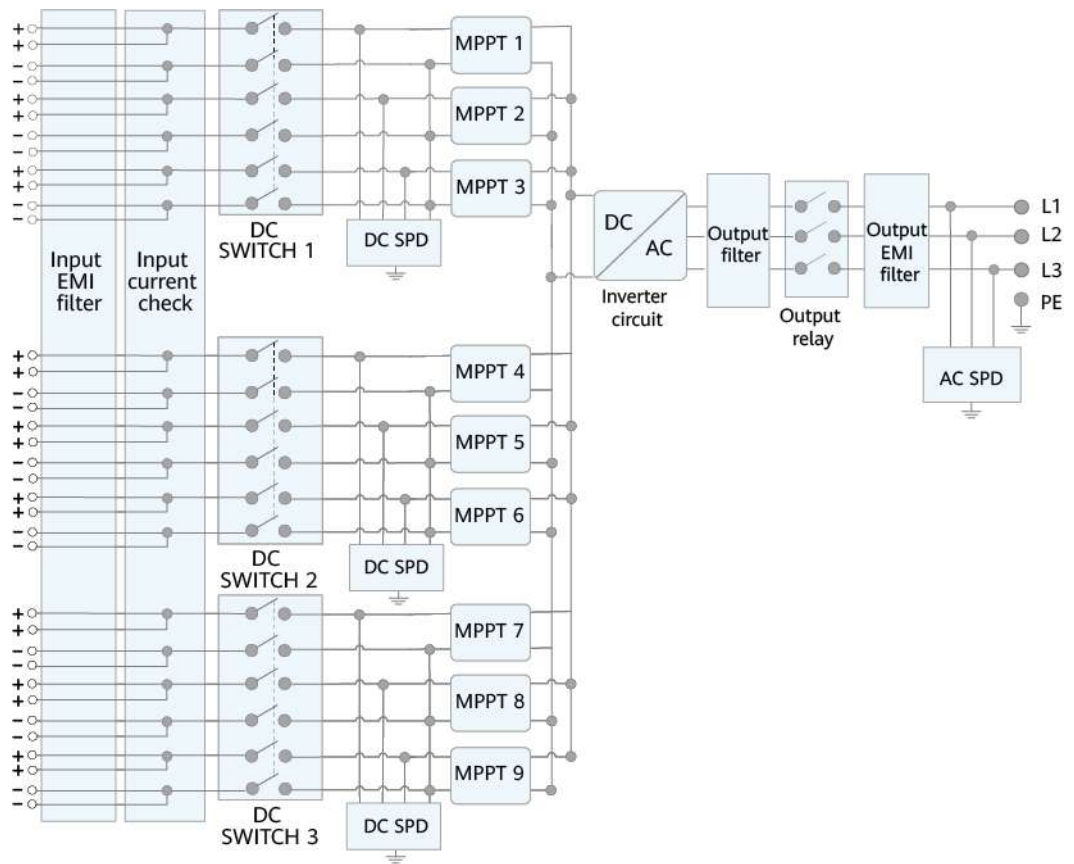 +
+
−
−
+
+
−
−
+
+
−
−
MPPT 1
MPPT 2
MPPT 3
DC
SWITCH 1
DC SPD
Input
EMI
filter
Input
current
check
DC
AC
Inverter
circuit
Output
filter
Output
relay
Output
EMI
filter
L1
L2
L3
PE
AC SPD
+
+
−
−
+
+
−
−
+
+
−
−
MPPT 4
MPPT 5
MPPT 6
DC
SWITCH 2
DC SPD
+
+
−
−
+
+
−
−
+
+
−
−
MPPT 7
MPPT 8
MPPT 9
DC
SWITCH 3
DC SPD